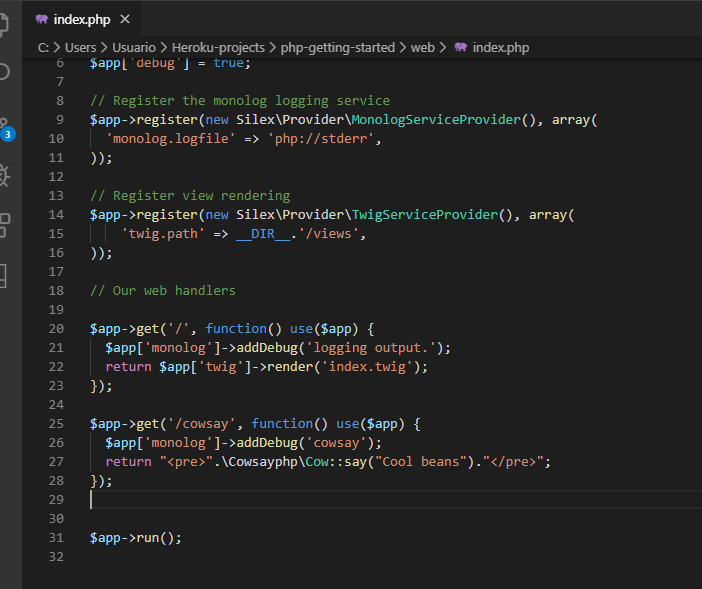 index.php ×
C: > Users > Usuario > Heroku-projects > php-getting-started > web > index.php
6 $app['debug'] = true;
7
8 // Register the monolog logging service
9 $app->register(new Silex\Provider\MonologServiceProvider(), array(
10   'monolog.logfile' => 'php://stderr',
11 ));
12
13 // Register view rendering
14 $app->register(new Silex\Provider\TwigServiceProvider(), array(
15     'twig.path' => __DIR__.'/views',
16 ));
17
18 // Our web handlers
19
20 $app->get('/', function() use($app) {
21   $app['monolog']->addDebug('logging output.');
22   return $app['twig']->render('index.twig');
23 });
24
25 $app->get('/cowsay', function() use($app) {
3
26   $app['monolog']->addDebug('cowsay');
27   return "<pre>".\Cowsayphp\Cow::say("Cool beans")."</pre>";
28 });
29
30
31 $app->run();
32